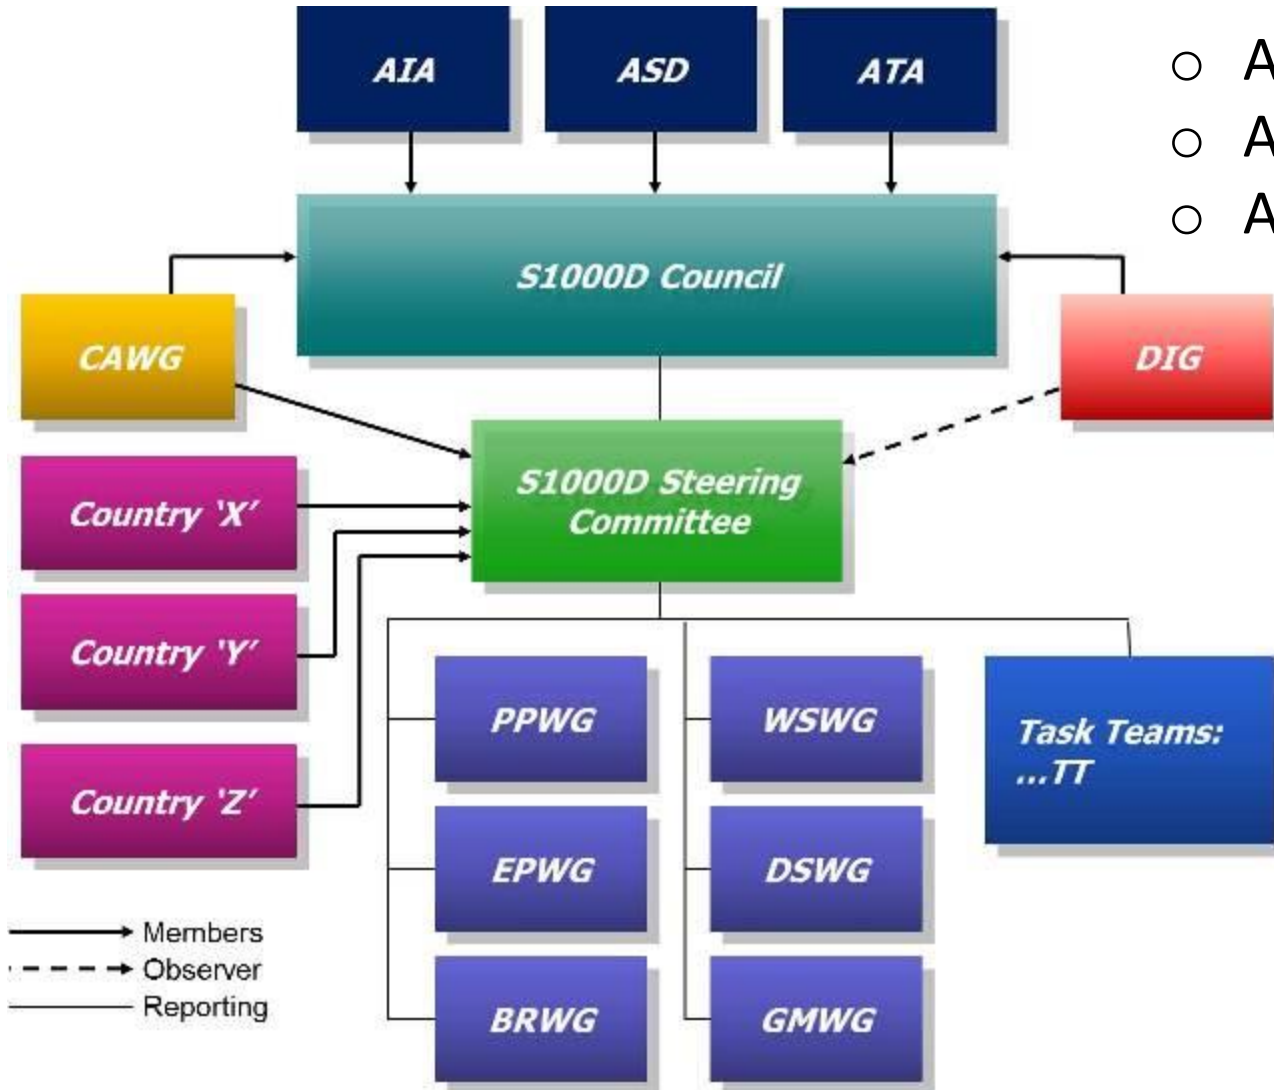 AIA
ASD
ATA
○ A
○ A
○ A
S1000D Council
CAWG
DIG
S1000D Steering
Committee
Country ‘X’
Country ‘Y’
Country ‘Z’
PPWG
WSWG
Task Teams:
...TT
EPWG
DSWG
BRWG
GMWG
Members
Observer
Reporting